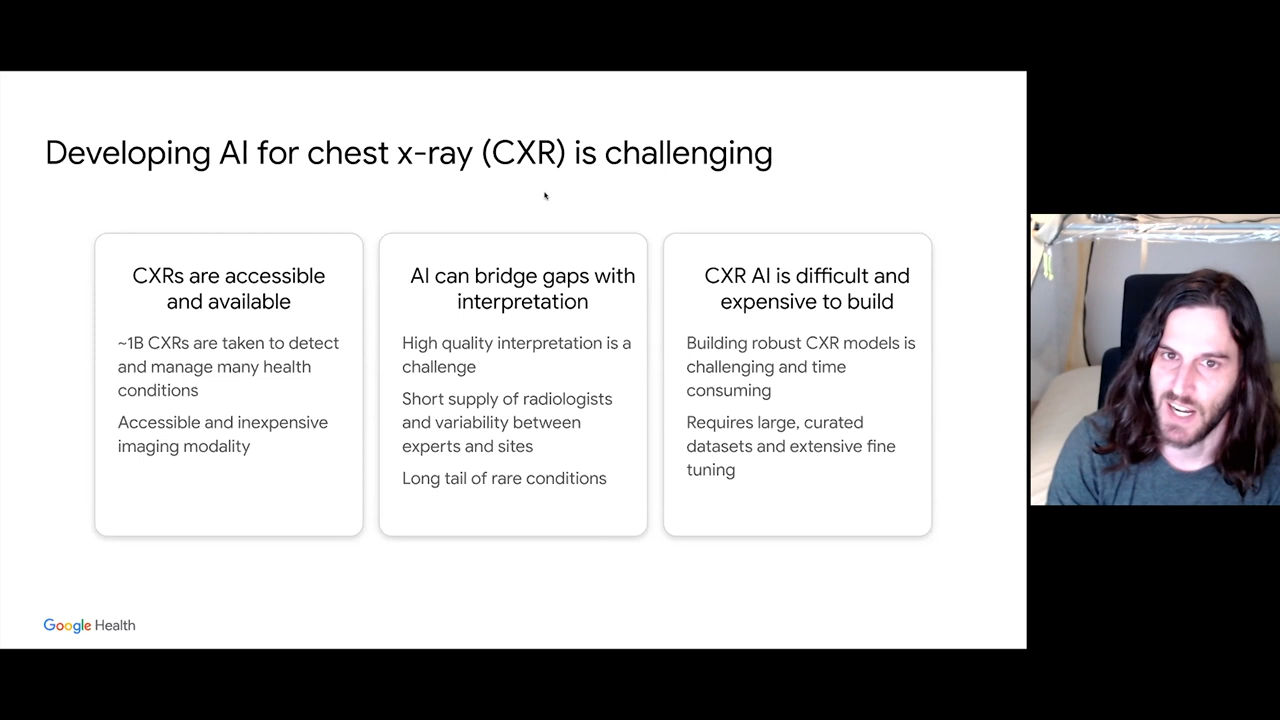 Developing AI for chest x-ray (CXR) is challenging
CXRs are accessible
and available
~1B CXRs are taken to detect
and manage many health
conditions
Accessible and inexpensive
imaging modality
AI can bridge gaps with
interpretation
High quality interpretation is a
challenge
Short supply of radiologists
and variability between
experts and sites
Long tail of rare conditions
CXR AI is difficult and
expensive to build
Building robust CXR models is
challenging and time
consuming
Requires large, curated
datasets and extensive fine
tuning
Google Health